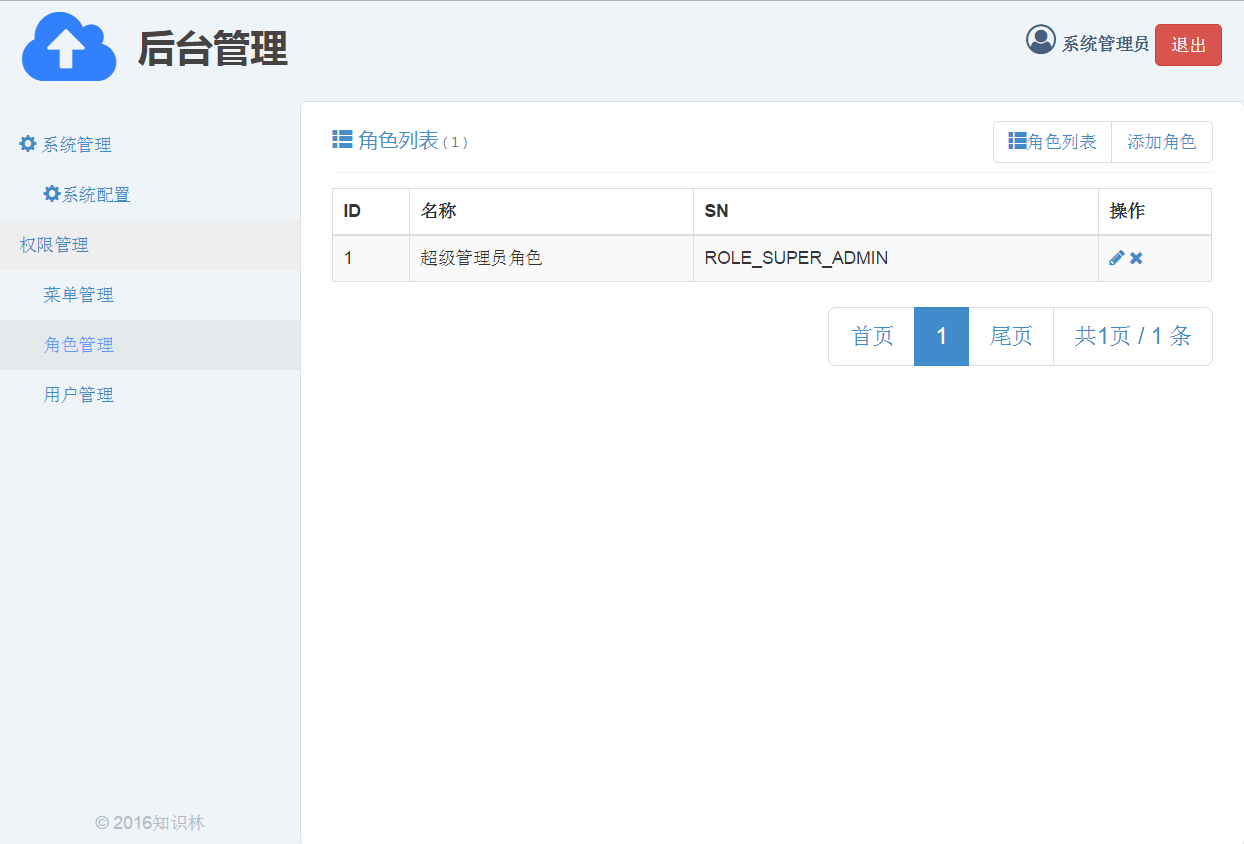 后台管理
系统管理员 退出
系统管理
系统配置
权限管理
菜单管理
角色管理
用户管理
© 2016知识林
角色列表 ( 1 )
角色列表 添加角色
ID 名称 SN 操作
1 超级管理员角色 ROLE_SUPER_ADMIN
首页 1 尾页 共1页 / 1 条